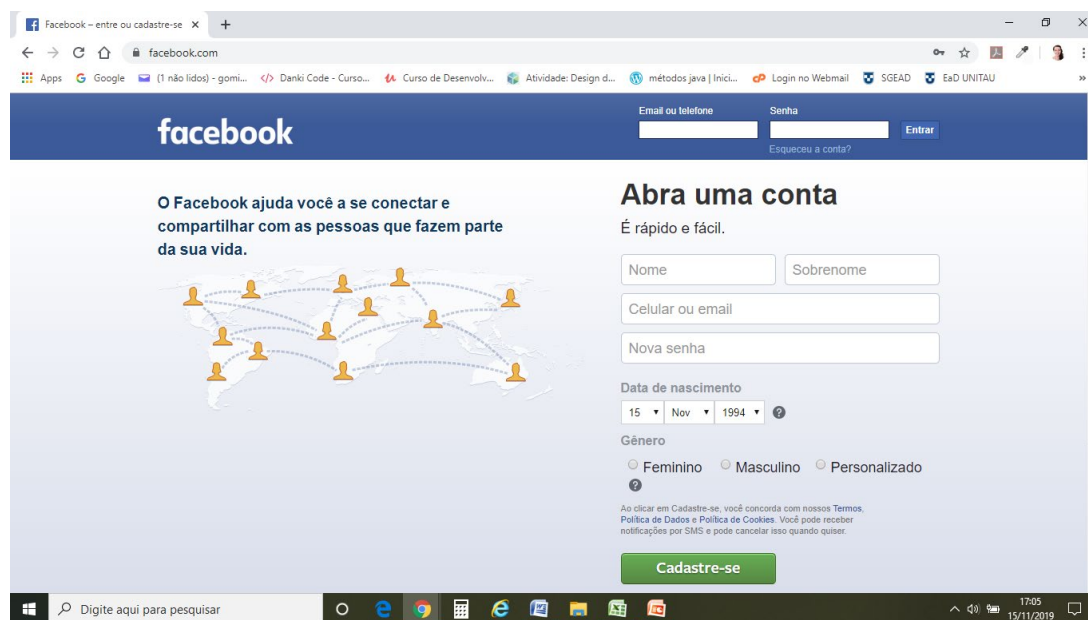 Facebook – entre ou cadastre-se
facebook.com
Apps Google (1 não lidos) - gomi... Danki Code - Curso... Curso de Desenvolv... Atividade: Design d... métodos java | Inici... Login no Webmail SGEAD EaD UNITAU »
Email ou telefone Senha
facebook
Entrar
Esqueceu a conta?
O Facebook ajuda você a se conectar e
compartilhar com as pessoas que fazem parte
da sua vida.
Abra uma conta
É rápido e fácil.
Nome Sobrenome
Celular ou email
Nova senha
Data de nascimento
15 Nov 1994 ?
Gênero
Feminino Masculino Personalizado
?
Ao clicar em Cadastre-se, você concorda com nossos Termos,
Política de Dados e Política de Cookies. Você pode receber
notificações por SMS e pode cancelar isso quando quiser.
Cadastre-se
Digite aqui para pesquisar
17:05
15/11/2019